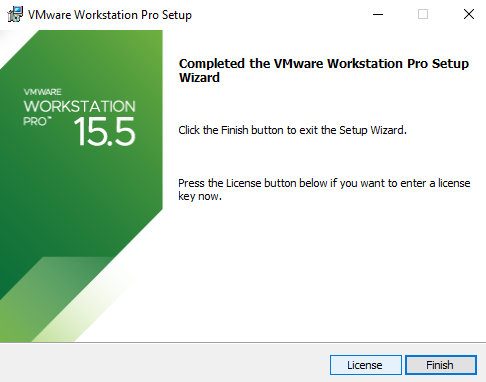 VMware Workstation Pro Setup
Completed the VMware Workstation Pro Setup
Wizard
VMWARE
WORKSTATION
PRO™ 15.5
Click the Finish button to exit the Setup Wizard.
Press the License button below if you want to enter a license
key now.
License
Finish